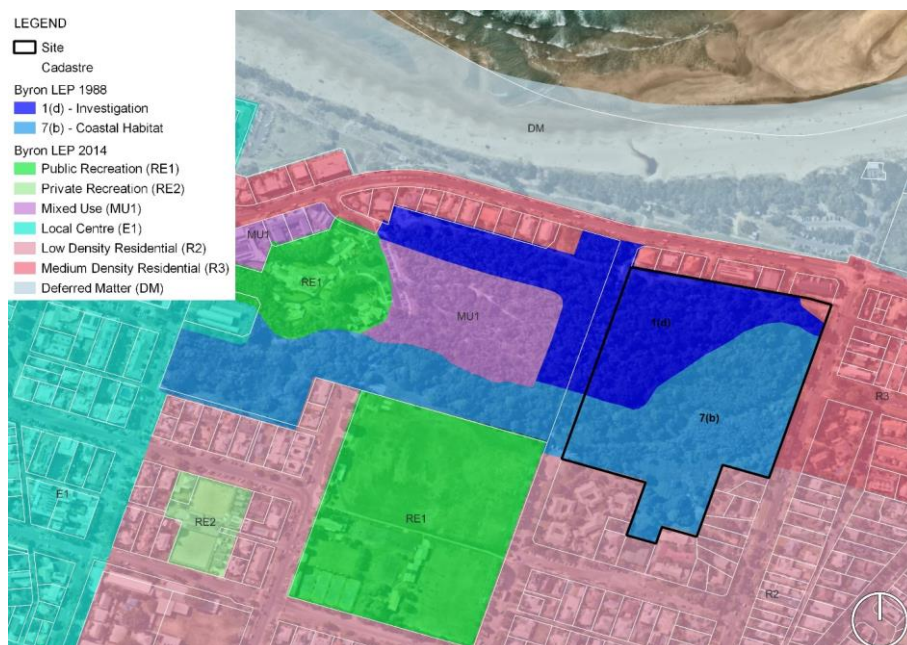 LEGEND
Site
Cadastre
Byron LEP 1988
1(d) - Investigation
7(b) - Coastal Habitat
Byron LEP 2014
Public Recreation (RE1)
Private Recreation (RE2)
Mixed Use (MU1)
Local Centre (E1)
Low Density Residential (R2)
Medium Density Residential (R3)
Deferred Matter (DM)
DM
MU1
RE1
MU1
1(d)
R3
7(b)
E1
RE2
RE1
R2